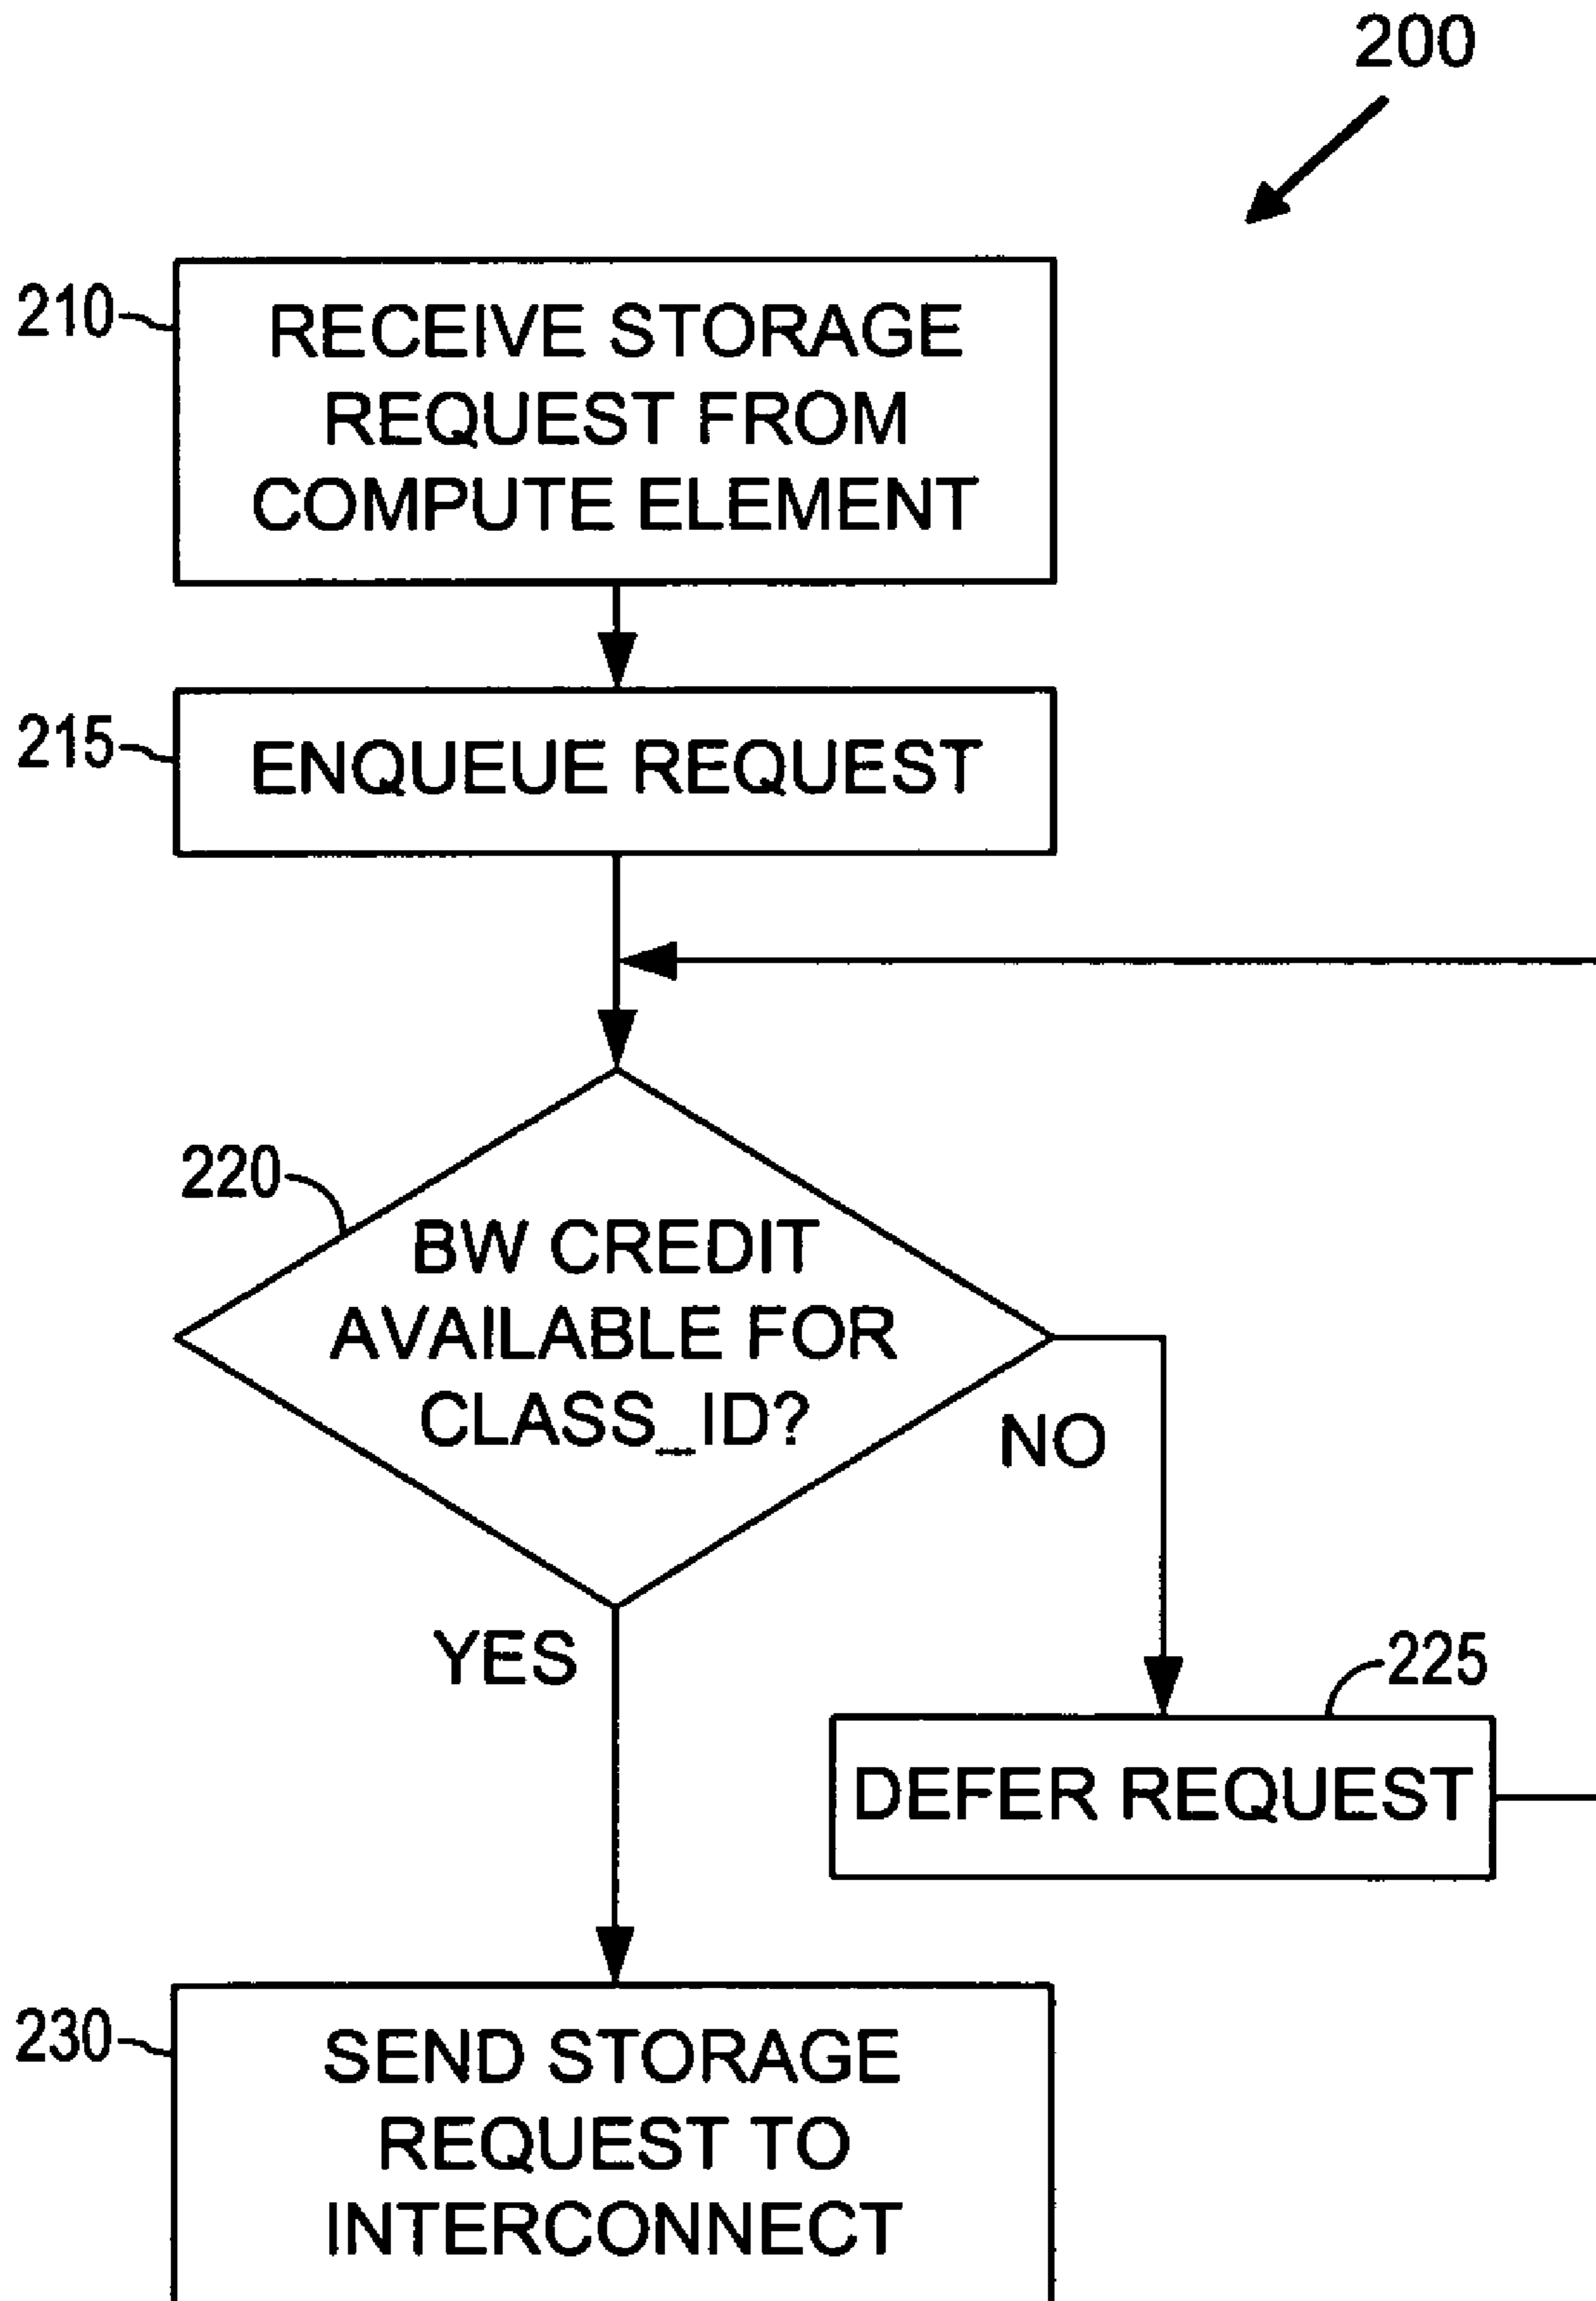 200
210
RECEIVE STORAGE
REQUEST FROM
COMPUTE ELEMENT
215
ENQUEUE REQUEST
220
BW CREDIT
AVAILABLE FOR
CLASS_ID?
NO
YES
225
DEFER REQUEST
230
SEND STORAGE
REQUEST TO
INTERCONNECT